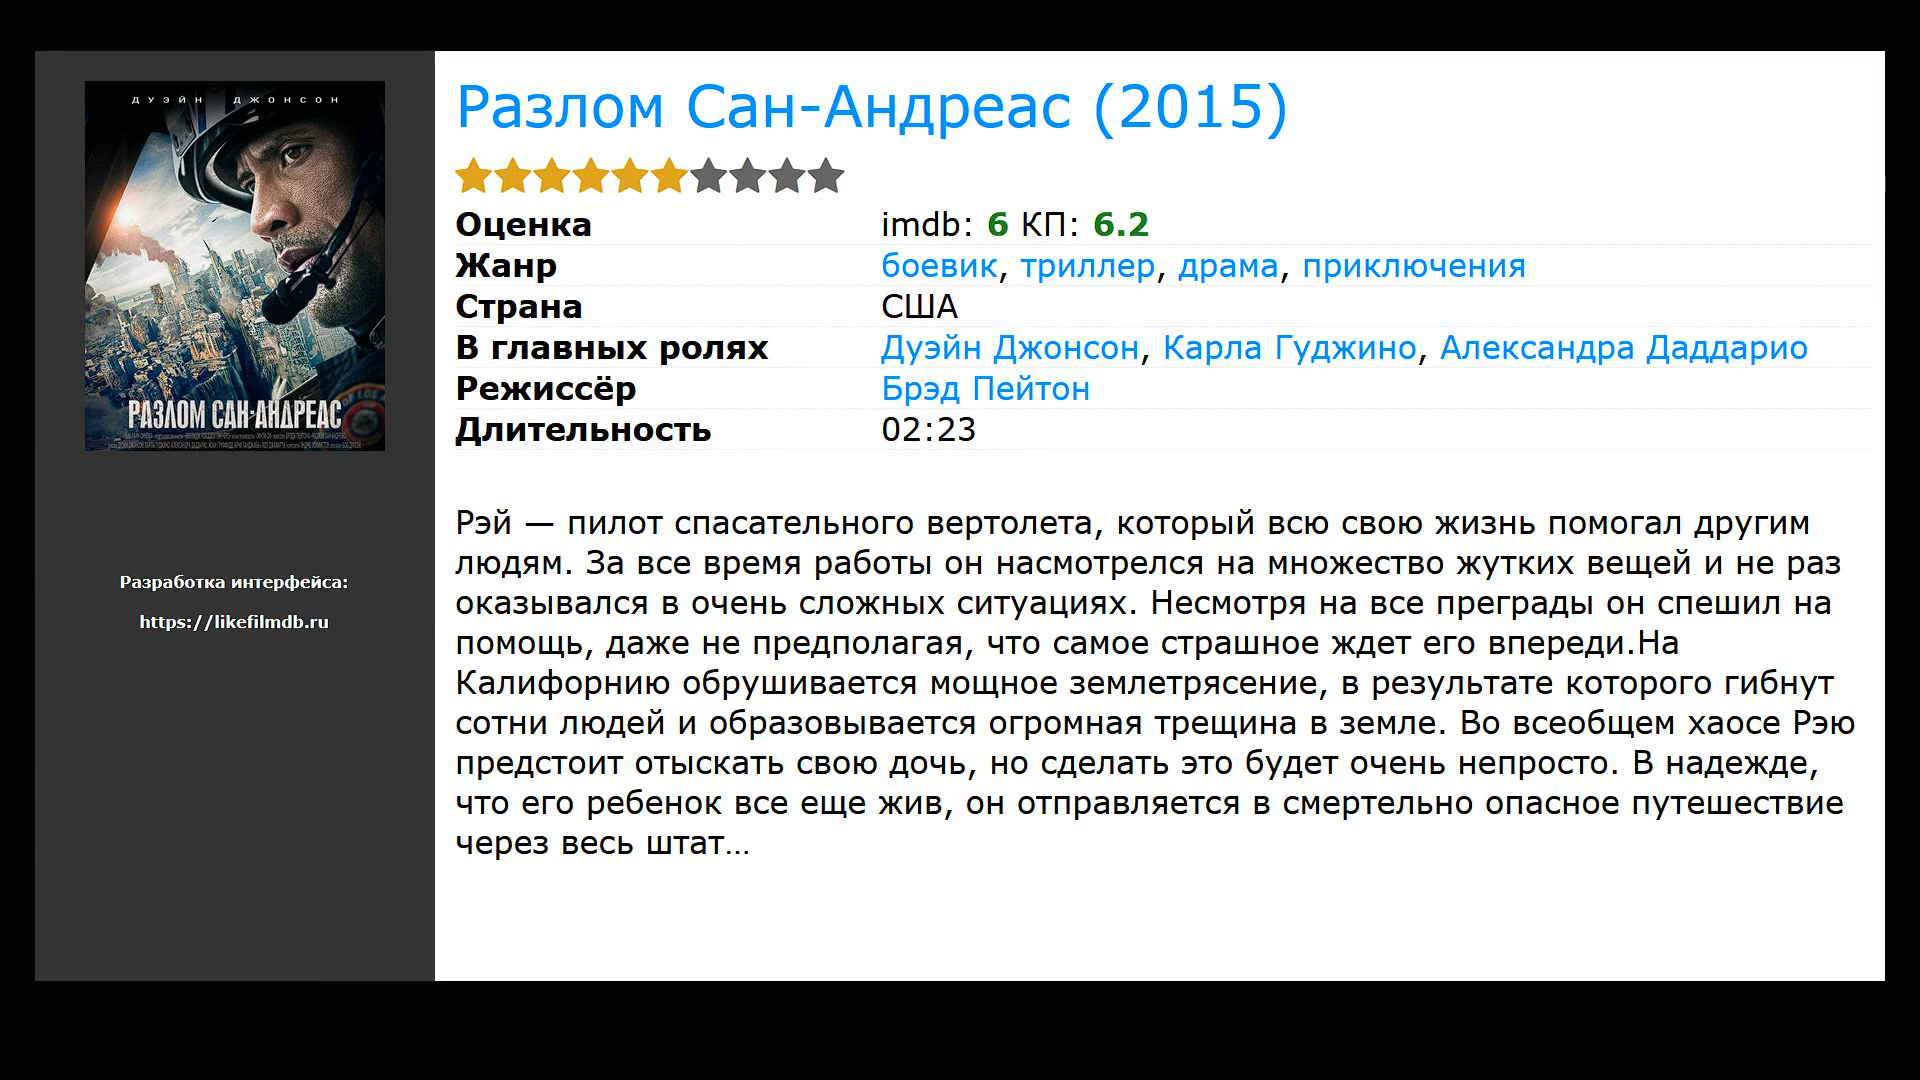 ДУЭЙН ДЖОНСОН
РАЗЛОМ САН-АНДРЕАС
Разработка интерфейса:
https://likefilmdb.ru
Разлом Сан-Андреас (2015)
Оценка imdb: 6 КП: 6.2
Жанр боевик, триллер, драма, приключения
Страна США
В главных ролях Дуэйн Джонсон, Карла Гуджино, Александра Даддарио
Режиссёр Брэд Пейтон
Длительность 02:23
Рэй — пилот спасательного вертолета, который всю свою жизнь помогал другим
людям. За все время работы он насмотрелся на множество жутких вещей и не раз
оказывался в очень сложных ситуациях. Несмотря на все преграды он спешил на
помощь, даже не предполагая, что самое страшное ждет его впереди.На
Калифорнию обрушивается мощное землетрясение, в результате которого гибнут
сотни людей и образовывается огромная трещина в земле. Во всеобщем хаосе Рэю
предстоит отыскать свою дочь, но сделать это будет очень непросто. В надежде,
что его ребенок все еще жив, он отправляется в смертельно опасное путешествие
через весь штат…